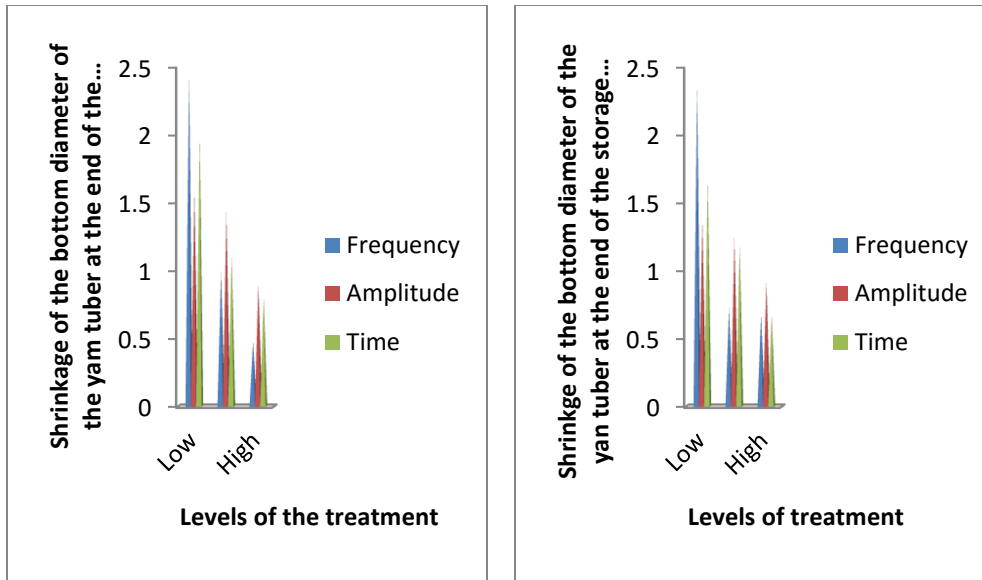 Shrinkage of the bottom diameter of
the yam tuber at the end of the...
2.5
2
1.5
1
0.5
0
Low
High
Frequency
Amplitude
Time
Levels of the treatment
Shrinkge of the bottom diameter of the
yan tuber at the end of the storage...
2.5
2
1.5
1
0.5
0
Low
High
Frequency
Amplitude
Time
Levels of treatment